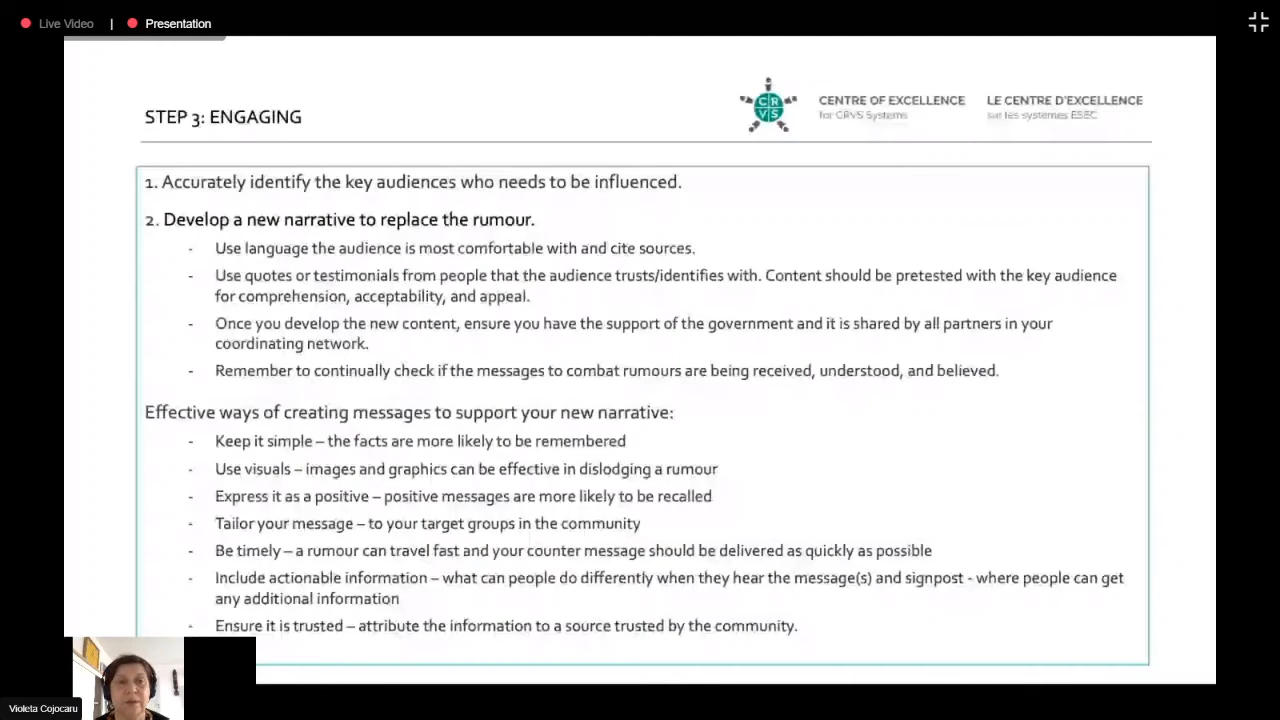 Live Video | Presentation
STEP 3: ENGAGING
CRVS
CENTRE OF EXCELLENCE
for CRVS Systems
LE CENTRE D'EXCELLENCE
sur les systèmes ESEC
1. Accurately identify the key audiences who needs to be influenced.
2. Develop a new narrative to replace the rumour.
- Use language the audience is most comfortable with and cite sources.
- Use quotes or testimonials from people that the audience trusts/identifies with. Content should be pretested with the key audience
for comprehension, acceptability, and appeal.
- Once you develop the new content, ensure you have the support of the government and it is shared by all partners in your
coordinating network.
- Remember to continually check if the messages to combat rumours are being received, understood, and believed.
Effective ways of creating messages to support your new narrative:
- Keep it simple – the facts are more likely to be remembered
- Use visuals – images and graphics can be effective in dislodging a rumour
- Express it as a positive – positive messages are more likely to be recalled
- Tailor your message – to your target groups in the community
- Be timely – a rumour can travel fast and your counter message should be delivered as quickly as possible
- Include actionable information – what can people do differently when they hear the message(s) and signpost - where people can get
any additional information
- Ensure it is trusted – attribute the information to a source trusted by the community.
Violeta Cojocaru